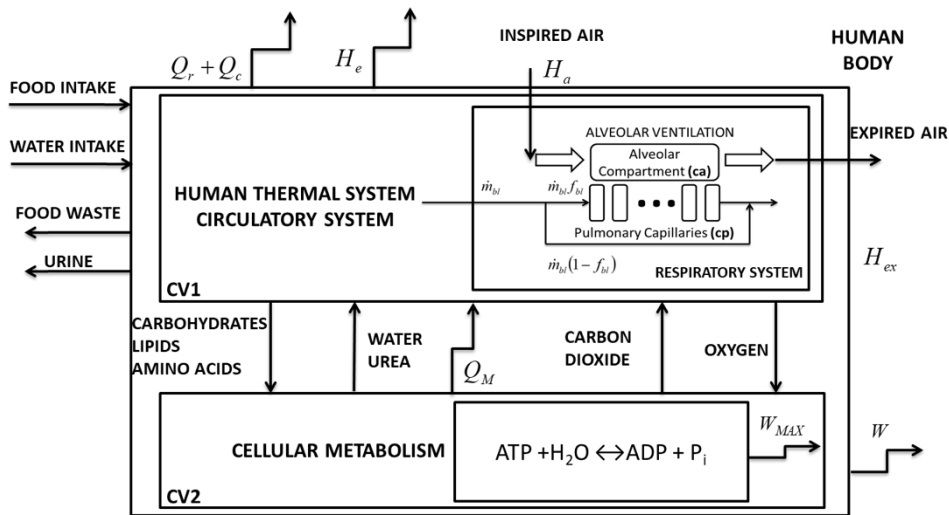 INSPIRED AIR
HUMAN
BODY
Q_r + Q_c
H_e
H_a
FOOD INTAKE
WATER INTAKE
FOOD WASTE
URINE
ALVEOLAR VENTILATION
Alveolar
Compartment (ca)
EXPIRED AIR
HUMAN THERMAL SYSTEM
CIRCULATORY SYSTEM
ṁ_bl
ṁ_bl f_bl
Pulmonary Capillaries (cp)
ṁ_bl(1 − f_bl)
RESPIRATORY SYSTEM
H_ex
CV1
CARBOHYDRATES
LIPIDS
AMINO ACIDS
WATER
UREA
Q_M
CARBON
DIOXIDE
OXYGEN
CELLULAR METABOLISM
ATP +H₂O ↔ADP + P_i
W_MAX
W
CV2